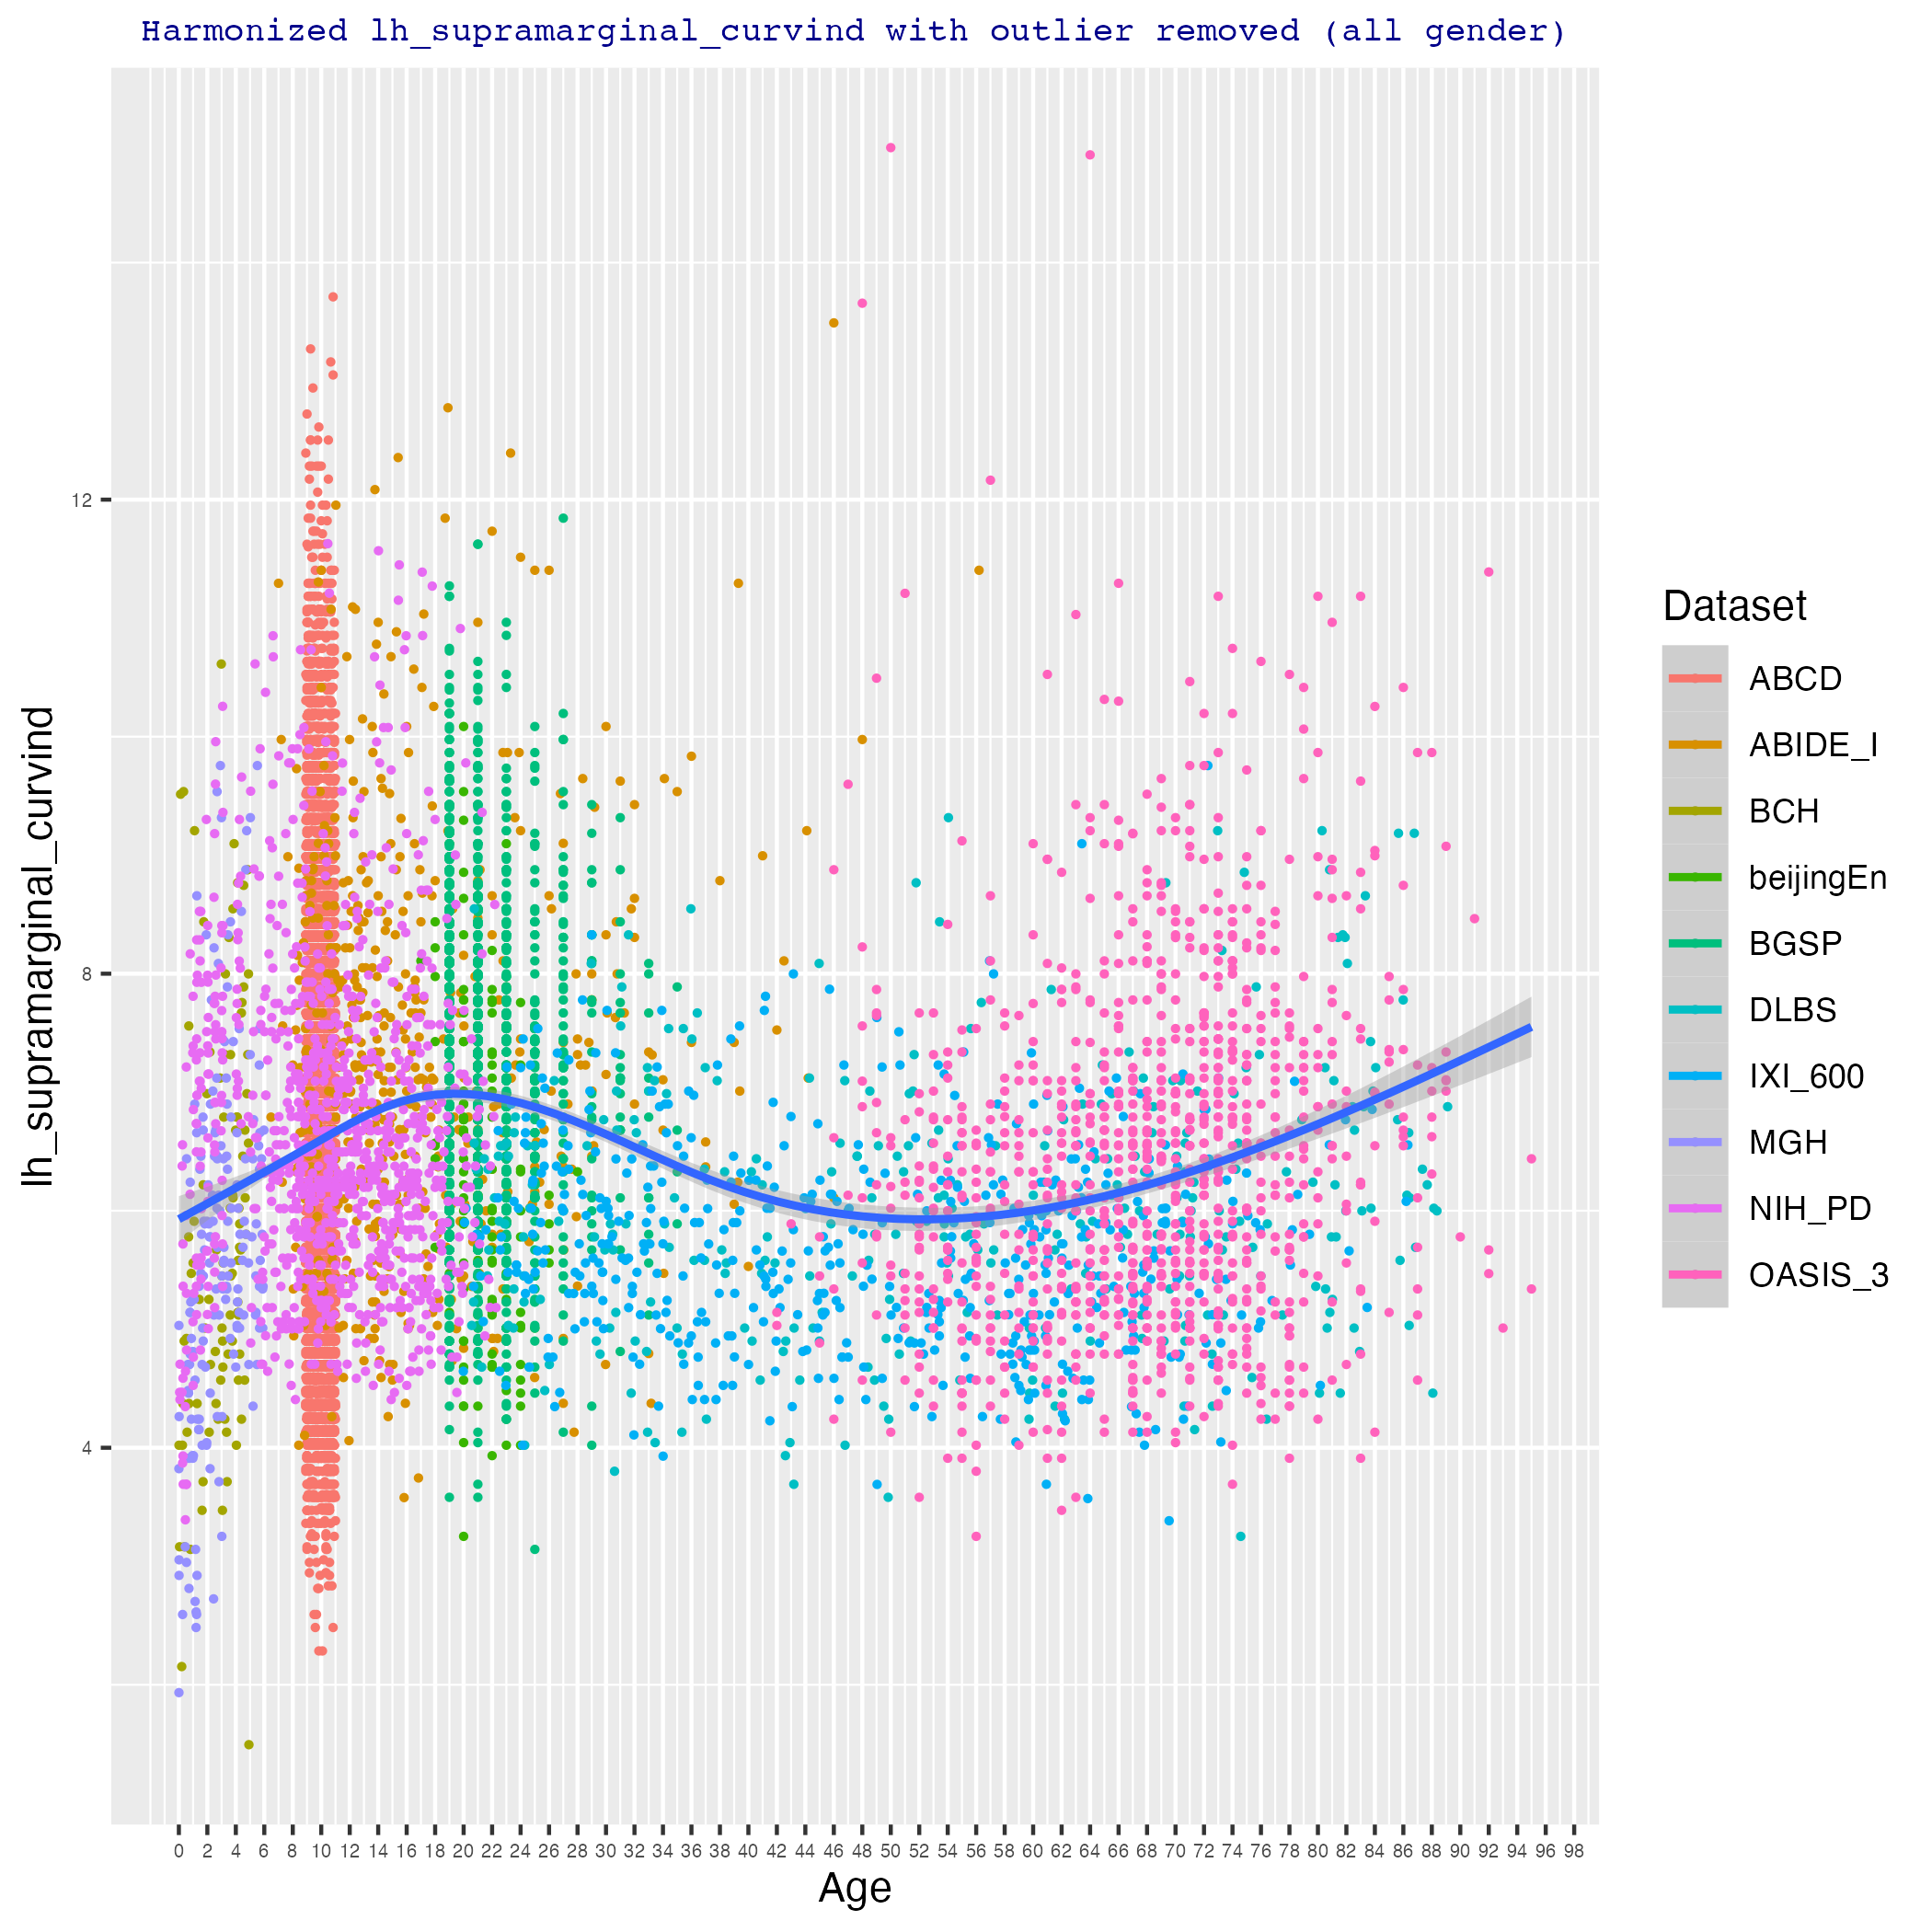 Harmonized lh_supramarginal_curvind with outlier removed (all gender)
lh_supramarginal_curvind
12
8
4
0 2 4 6 8 10 12 14 16 18 20 22 24 26 28 30 32 34 36 38 40 42 44 46 48 50 52 54 56 58 60 62 64 66 68 70 72 74 76 78 80 82 84 86 88 90 92 94 96 98
Age
Dataset
ABCD
ABIDE_I
BCH
beijingEn
BGSP
DLBS
IXI_600
MGH
NIH_PD
OASIS_3